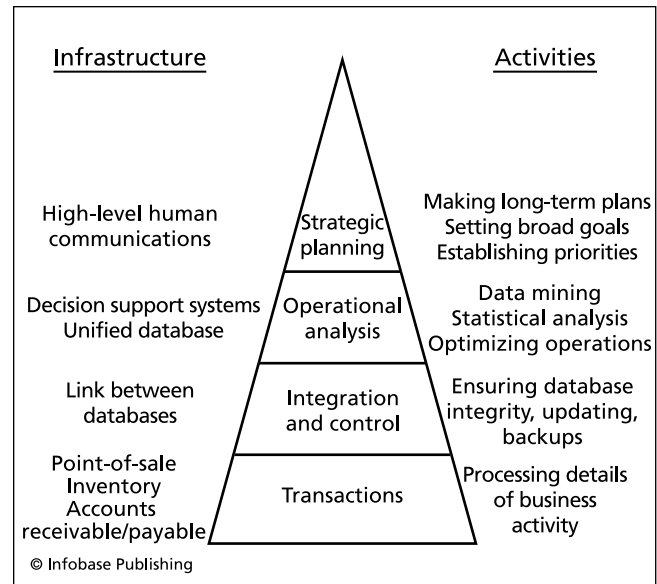 Infrastructure
Activities
High-level human
communications
Strategic
planning
Making long-term plans
Setting broad goals
Establishing priorities
Decision support systems
Unified database
Operational
analysis
Data mining
Statistical analysis
Optimizing operations
Link between
databases
Integration
and control
Ensuring database
integrity, updating,
backups
Point-of-sale
Inventory
Accounts
receivable/payable
Transactions
Processing details
of business
activity
© Infobase Publishing